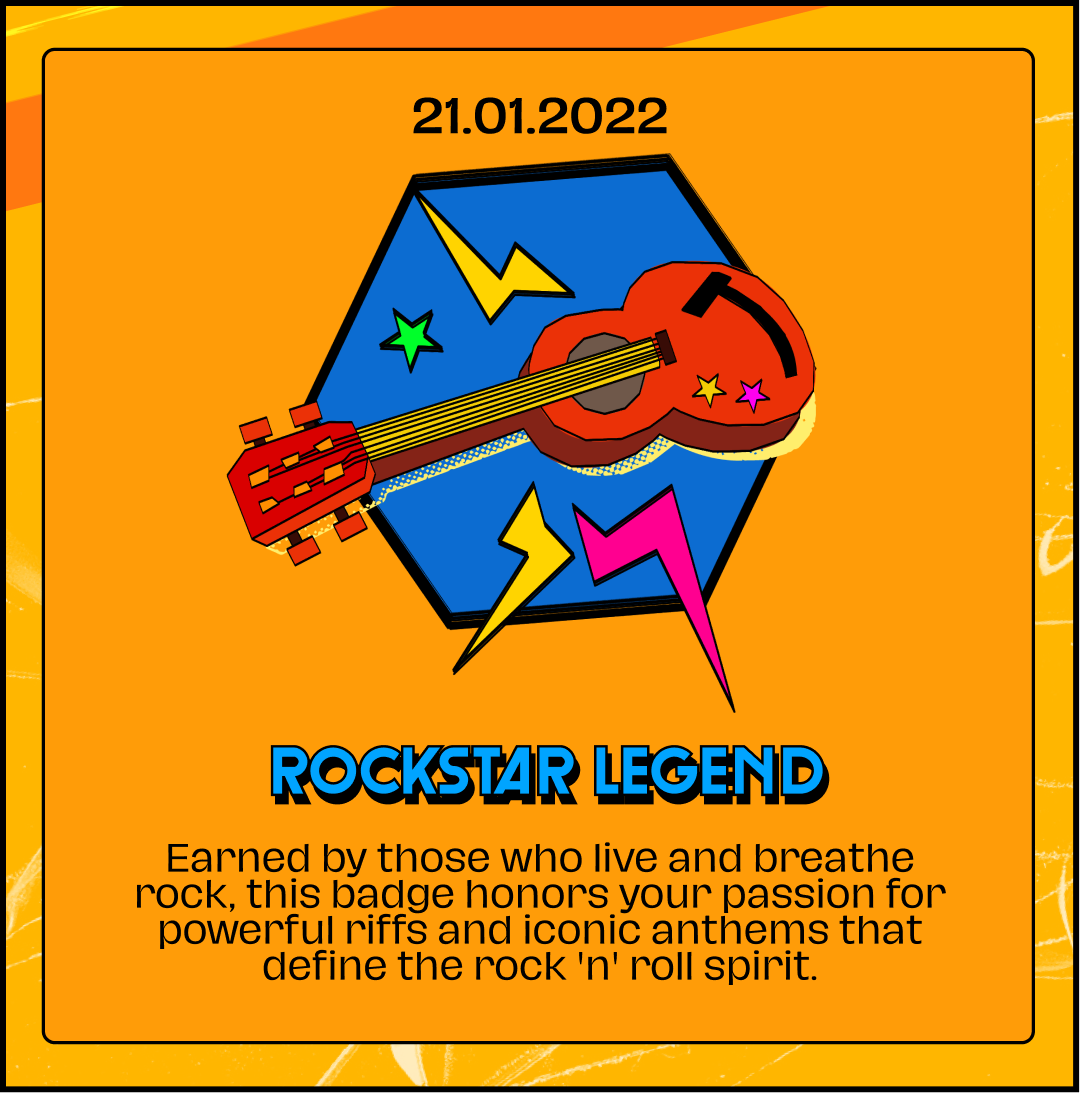 21.01.2022
ROCKSTAR LEGEND
Earned by those who live and breathe
rock, this badge honors your passion for
powerful riffs and iconic anthems that
define the rock 'n' roll spirit.